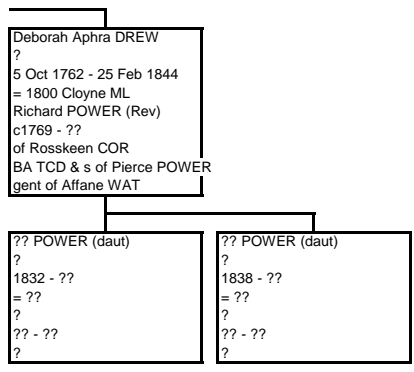 Deborah Aphra DREW
?
5 Oct 1762 - 25 Feb 1844
= 1800 Cloyne ML
Richard POWER (Rev)
c1769 - ??
of Rosskeen COR
BA TCD & s of Pierce POWER
gent of Affane WAT
?? POWER (daut)
?
1832 - ??
= ??
?
?? - ??
?
?? POWER (daut)
?
1838 - ??
= ??
?
?? - ??
?